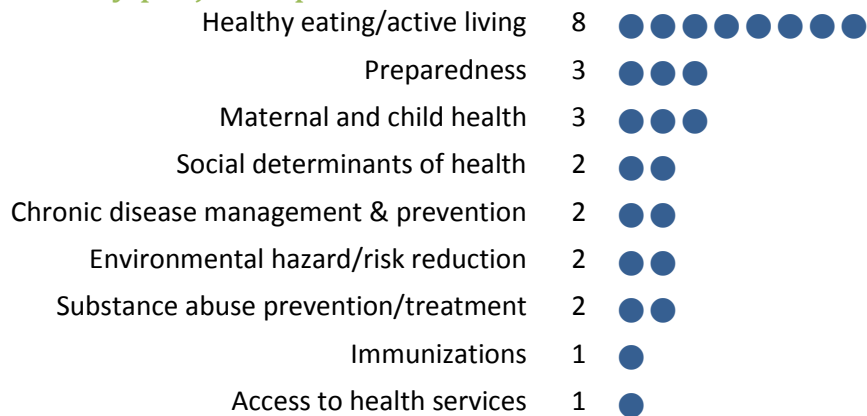 Healthy eating/active living 8
Preparedness 3
Maternal and child health 3
Social determinants of health 2
Chronic disease management & prevention 2
Environmental hazard/risk reduction 2
Substance abuse prevention/treatment 2
Immunizations 1
Access to health services 1